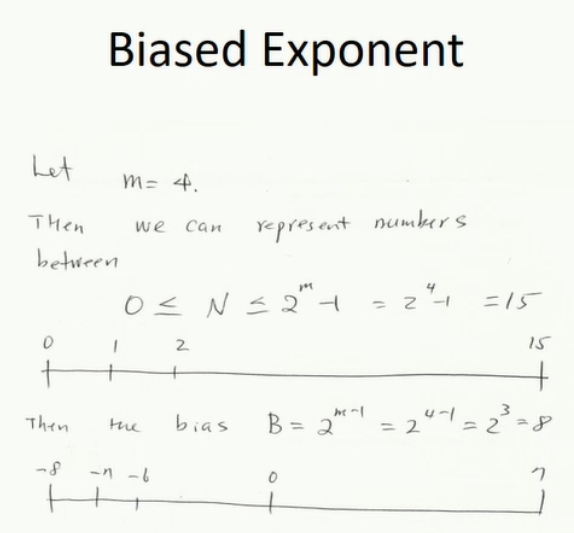 Biased Exponent
Let m = 4.
Then we can represent numbers
between
0 ≤ N ≤ 2^m - 1 = 2^4 - 1 = 15
0 1 2 15
Then the bias B = 2^(m-1) = 2^(4-1) = 2^3 = 8
-8 -7 -6 0 7